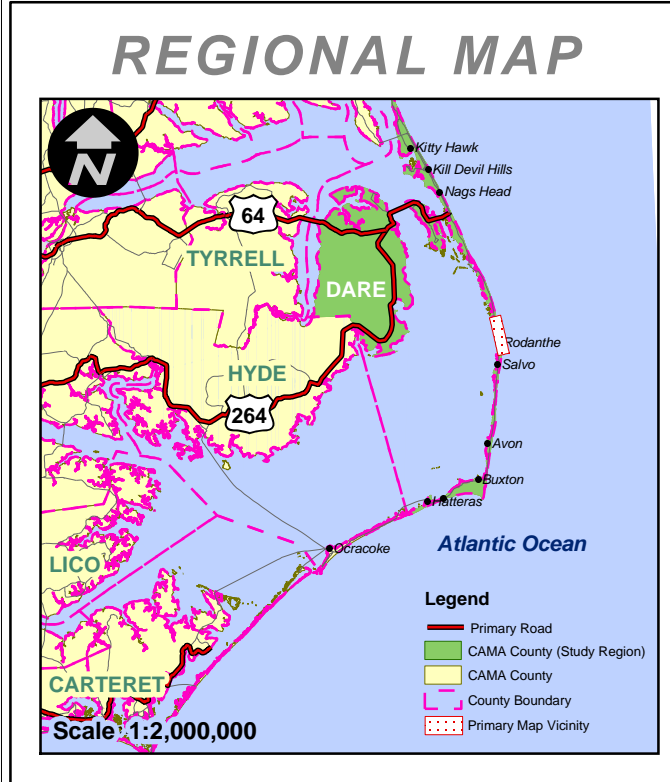 REGIONAL MAP
N
Kitty Hawk
Kill Devil Hills
Nags Head
64
TYRRELL
DARE
Rodanthe
Salvo
HYDE
264
Avon
Buxton
Hatteras
Ocracoke
Atlantic Ocean
LICO
Legend
Primary Road
CAMA County (Study Region)
CAMA County
CARTERET
County Boundary
Primary Map Vicinity
Scale 1:2,000,000